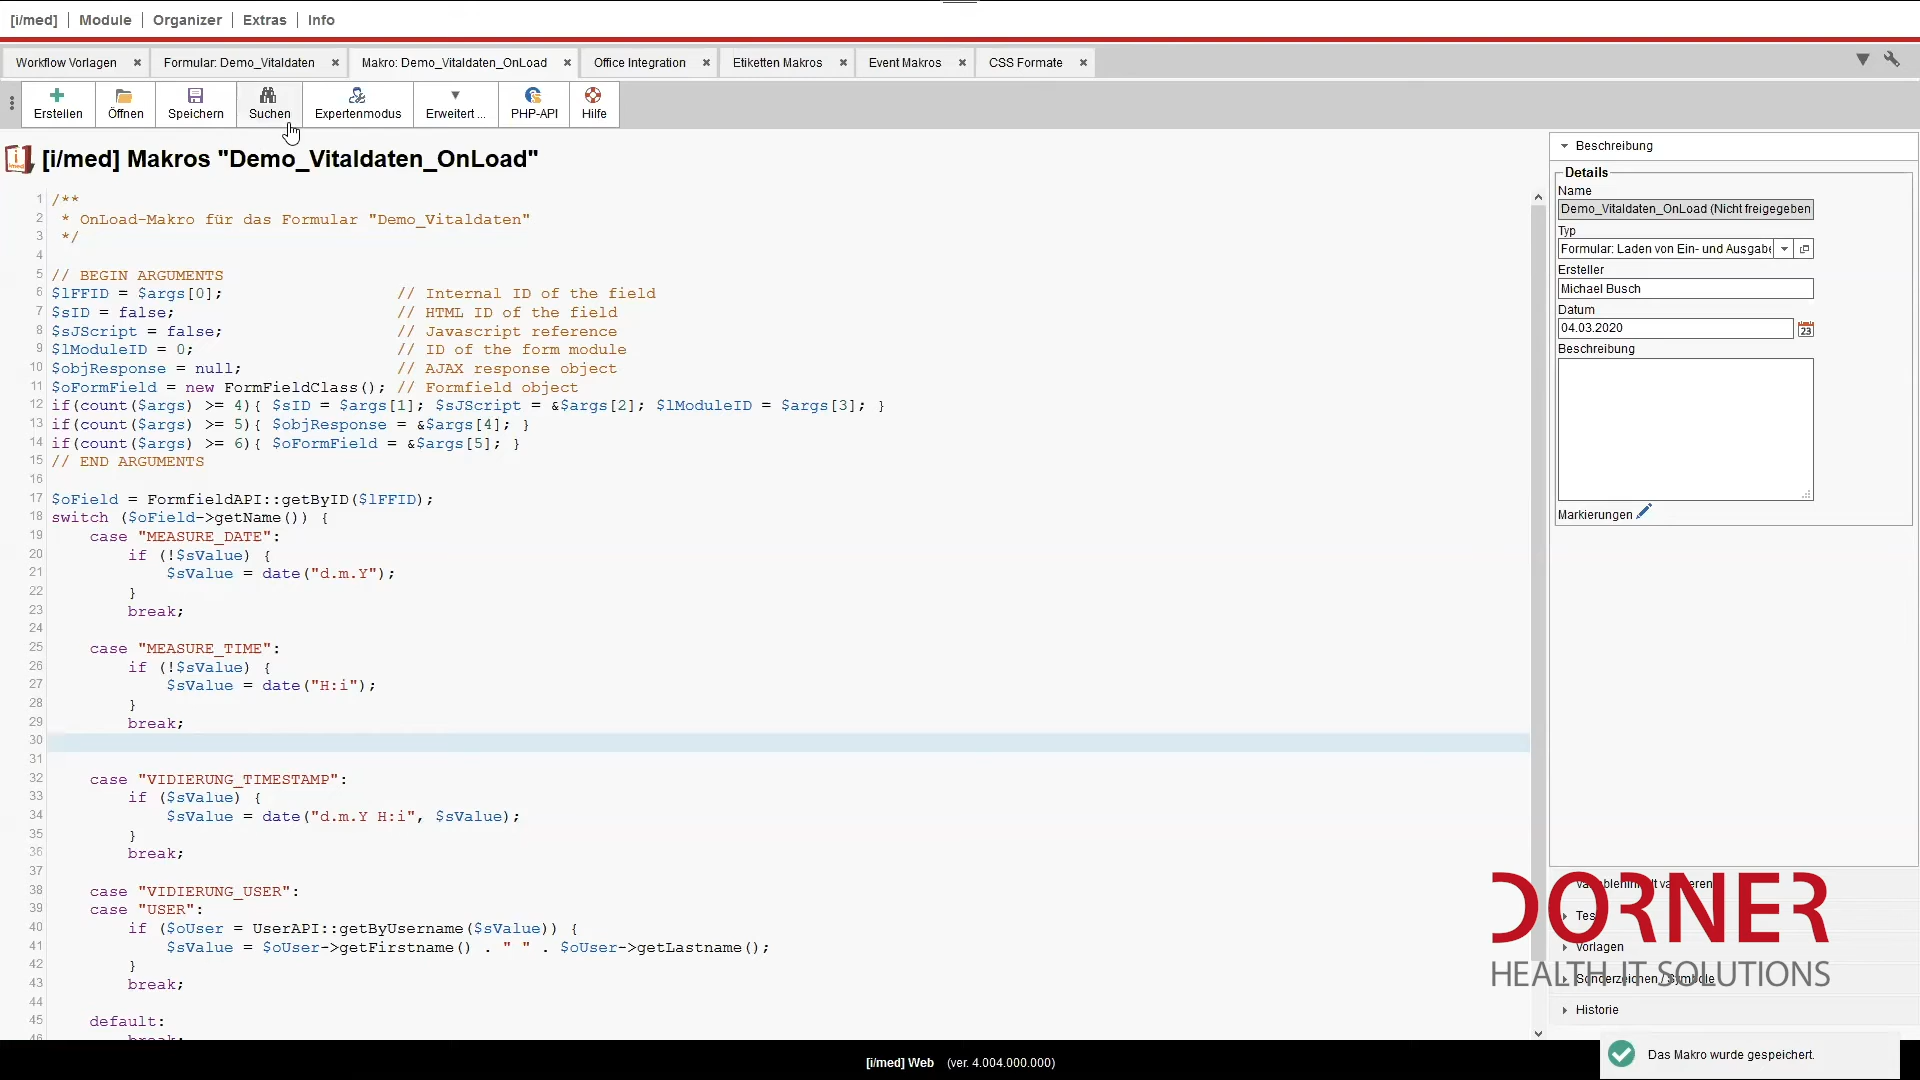 [i/med] | Module | Organizer | Extras | Info
Workflow Vorlagen
Formular: Demo_Vitaldaten
Makro: Demo_Vitaldaten_OnLoad
Office Integration
Etiketten Makros
Event Makros
CSS Formate
Erstellen
Öffnen
Speichern
Suchen
Expertenmodus
Erweitert ...
PHP-API
Hilfe
[i/med] Makros "Demo_Vitaldaten_OnLoad"
1 /**
2 * OnLoad-Makro für das Formular "Demo_Vitaldaten"
3 */
4
5 // BEGIN ARGUMENTS
6 $lFFID = $args[0]; // Internal ID of the field
7 $sID = false; // HTML ID of the field
8 $sJScript = false; // Javascript reference
9 $lModuleID = 0; // ID of the form module
10 $objResponse = null; // AJAX response object
11 $oFormField = new FormFieldClass(); // Formfield object
12 if(count($args) >= 4){ $sID = $args[1]; $sJScript = &$args[2]; $lModuleID = $args[3]; }
13 if(count($args) >= 5){ $objResponse = &$args[4]; }
14 if(count($args) >= 6){ $oFormField = &$args[5]; }
15 // END ARGUMENTS
16
17 $oField = FormfieldAPI::getByID($lFFID);
18 switch ($oField->getName()) {
19 case "MEASURE_DATE":
20 if (!$sValue) {
21 $sValue = date("d.m.Y");
22 }
23 break;
24
25 case "MEASURE_TIME":
26 if (!$sValue) {
27 $sValue = date("H:i");
28 }
29 break;
30
31
32 case "VIDIERUNG_TIMESTAMP":
33 if ($sValue) {
34 $sValue = date("d.m.Y H:i", $sValue);
35 }
36 break;
37
38 case "VIDIERUNG_USER":
39 case "USER":
40 if ($oUser = UserAPI::getByUsername($sValue)) {
41 $sValue = $oUser->getFirstname() . " " . $oUser->getLastname();
42 }
43 break;
44
45 default:
46 break;
Beschreibung
Details
Name
Demo_Vitaldaten_OnLoad (Nicht freigegeben
Typ
Formular: Laden von Ein- und Ausgabe
Ersteller
Michael Busch
Datum
04.03.2020
23
Beschreibung
Markierungen
Vorlagen
Sonderzeichen / Symbole
Historie
DORNER
HEALTH IT SOLUTIONS
[i/med] Web (ver. 4.004.000.000)
Das Makro wurde gespeichert.